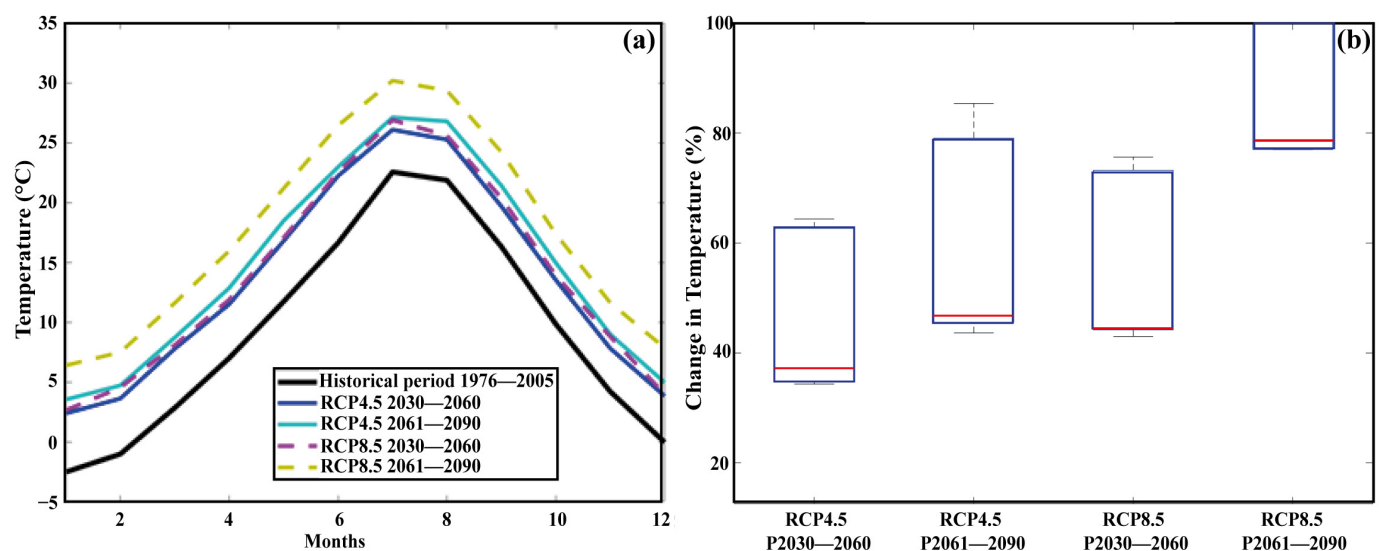 (a)
35
30
25
20
15
10
5
0
−5
Temperature (°C)
2
4
6
8
10
12
Months
Historical period 1976—2005
RCP4.5 2030—2060
RCP4.5 2061—2090
RCP8.5 2030—2060
RCP8.5 2061—2090
(b)
100
80
60
40
20
Change in Temperature (%)
RCP4.5
P2030—2060
RCP4.5
P2061—2090
RCP8.5
P2030—2060
RCP8.5
P2061—2090